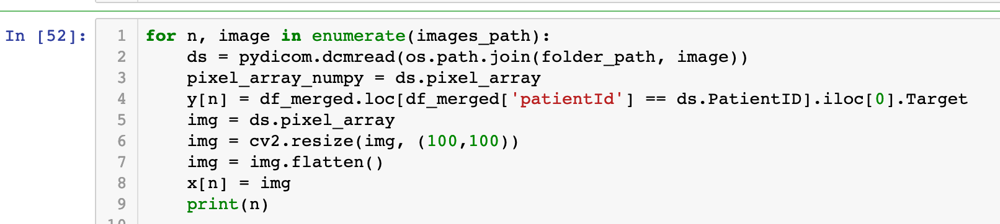 In [52]:
1 for n, image in enumerate(images_path):
2     ds = pydicom.dcmread(os.path.join(folder_path, image))
3     pixel_array_numpy = ds.pixel_array
4     y[n] = df_merged.loc[df_merged['patientId'] == ds.PatientID].iloc[0].Target
5     img = ds.pixel_array
6     img = cv2.resize(img, (100,100))
7     img = img.flatten()
8     x[n] = img
9     print(n)
10